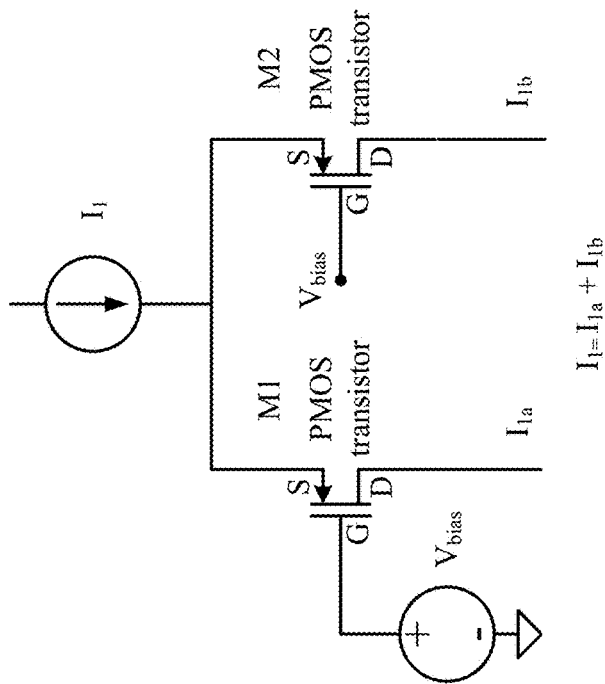 I1
M1
PMOS
transistor
M2
PMOS
transistor
S
G
D
S
G
D
Vbias
Vbias
+
-
I1a
I1b
I1=I1a + I1b